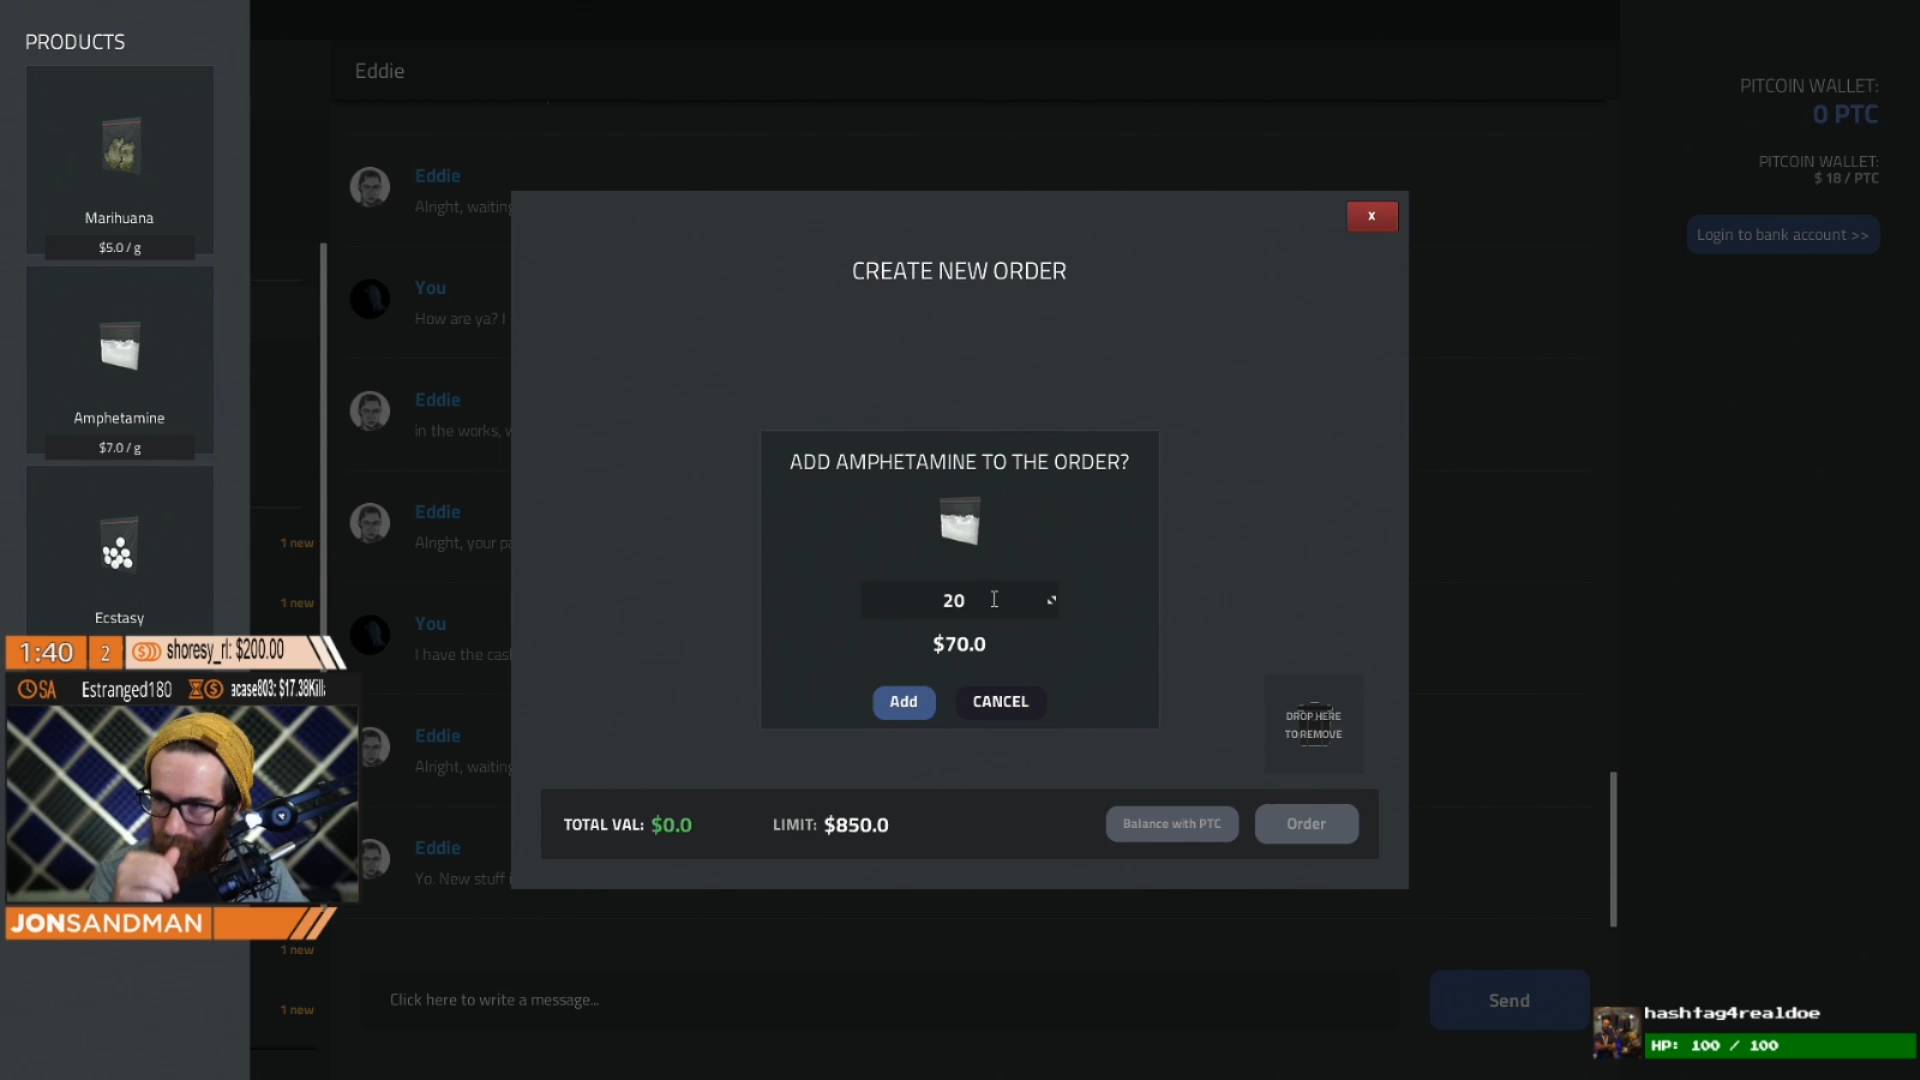 PRODUCTS
Marihuana
$5.0 / g
Amphetamine
$7.0 / g
Ecstasy
1 new
1 new
1:40
2
shoresy_rl: $200.00
SA
Estranged180
acase803: $17.38
JONSANDMAN
1 new
1 new
Eddie
Eddie
Alright, waiting
You
How are ya? I
Eddie
in the works, w
Eddie
Alright, your pa
You
I have the cas
Eddie
Alright, waiting
Eddie
Yo. New stuff i
x
CREATE NEW ORDER
ADD AMPHETAMINE TO THE ORDER?
20
$70.0
Add
CANCEL
DROP HERE
TO REMOVE
TOTAL VAL: $0.0
LIMIT: $850.0
Balance with PTC
Order
Click here to write a message...
Send
PITCOIN WALLET:
0 PTC
PITCOIN WALLET:
$ 18 / PTC
Login to bank account >>
hashtag4realdoe
HP: 100 / 100